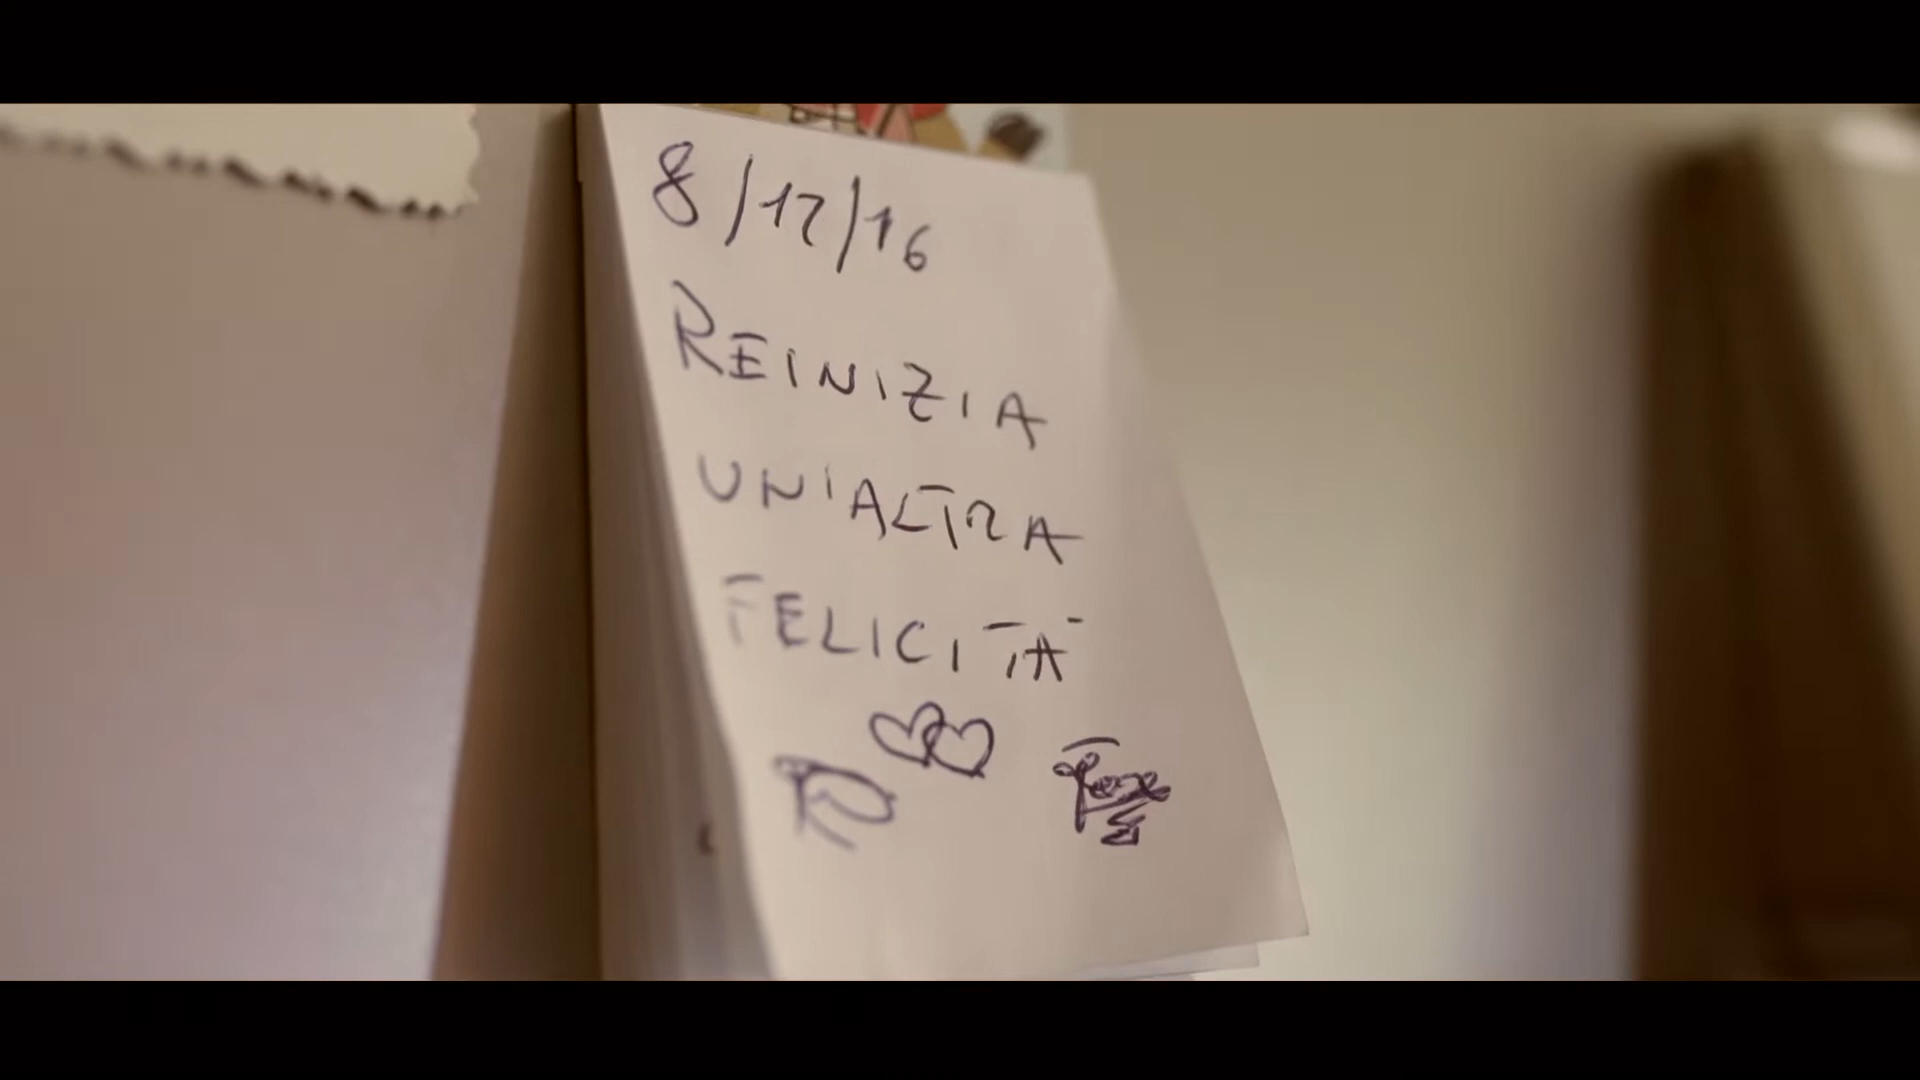 8/12/16
REINIZIA
UN'ALTRA
FELICITÀ
R